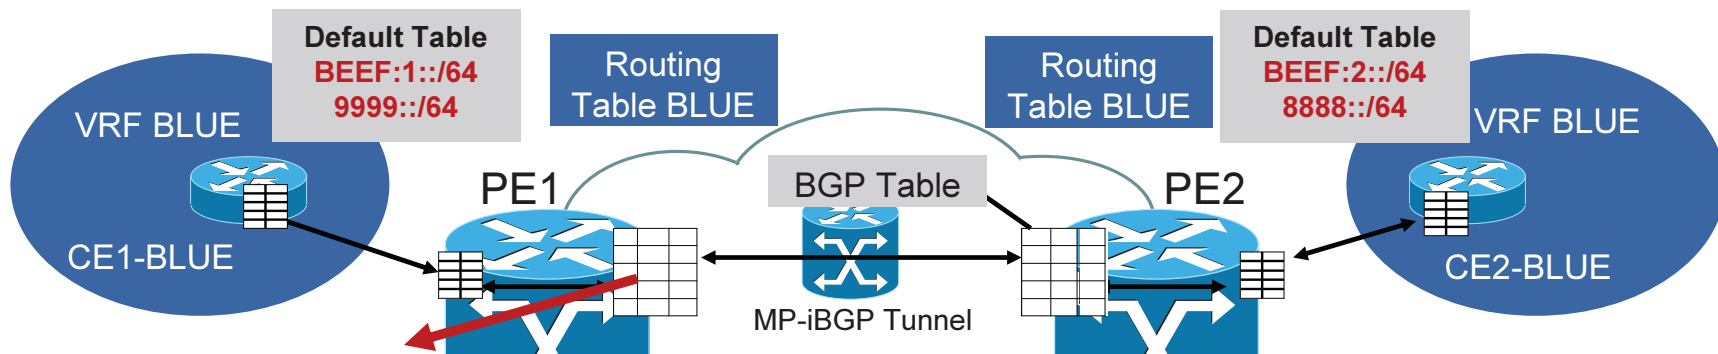 Default Table
BEEF:1::/64
9999::/64
Routing
Table BLUE
Routing
Table BLUE
Default Table
BEEF:2::/64
8888::/64
VRF BLUE
VRF BLUE
PE1
BGP Table
PE2
CE1-BLUE
CE2-BLUE
MP-iBGP Tunnel